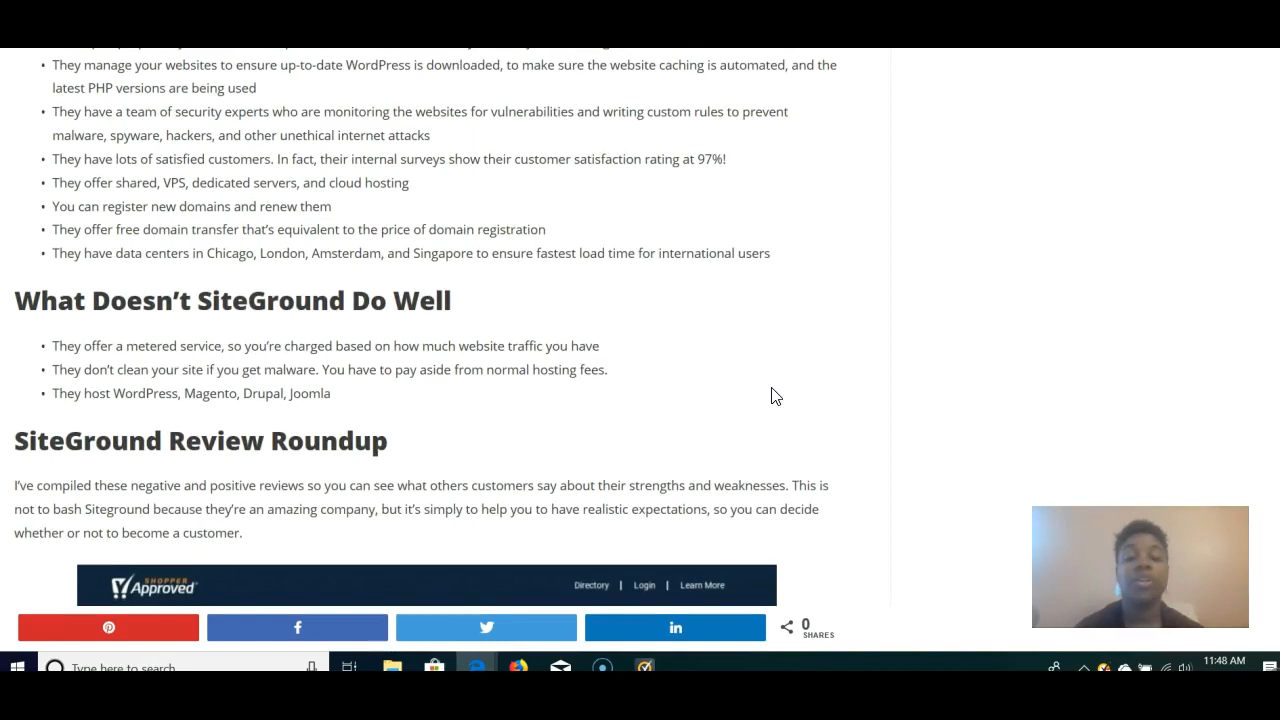 They manage your websites to ensure up-to-date WordPress is downloaded, to make sure the website caching is automated, and the
latest PHP versions are being used
They have a team of security experts who are monitoring the websites for vulnerabilities and writing custom rules to prevent
malware, spyware, hackers, and other unethical internet attacks
They have lots of satisfied customers. In fact, their internal surveys show their customer satisfaction rating at 97%!
They offer shared, VPS, dedicated servers, and cloud hosting
You can register new domains and renew them
They offer free domain transfer that's equivalent to the price of domain registration
They have data centers in Chicago, London, Amsterdam, and Singapore to ensure fastest load time for international users
What Doesn't SiteGround Do Well
They offer a metered service, so you're charged based on how much website traffic you have
They don't clean your site if you get malware. You have to pay aside from normal hosting fees.
They host WordPress, Magento, Drupal, Joomla
SiteGround Review Roundup
I've compiled these negative and positive reviews so you can see what others customers say about their strengths and weaknesses. This is
not to bash Siteground because they're an amazing company, but it's simply to help you to have realistic expectations, so you can decide
whether or not to become a customer.
SHOPPER
Approved
Directory | Login | Learn More
0
SHARES
Type here to search
11:48 AM